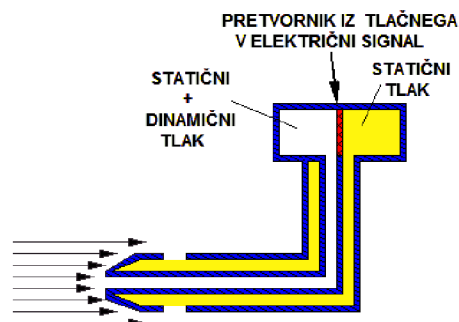 PRETVORNIK IZ TLAČNEGA
V ELEKTRIČNI SIGNAL
STATIČNI
+
DINAMIČNI
TLAK
STATIČNI
TLAK